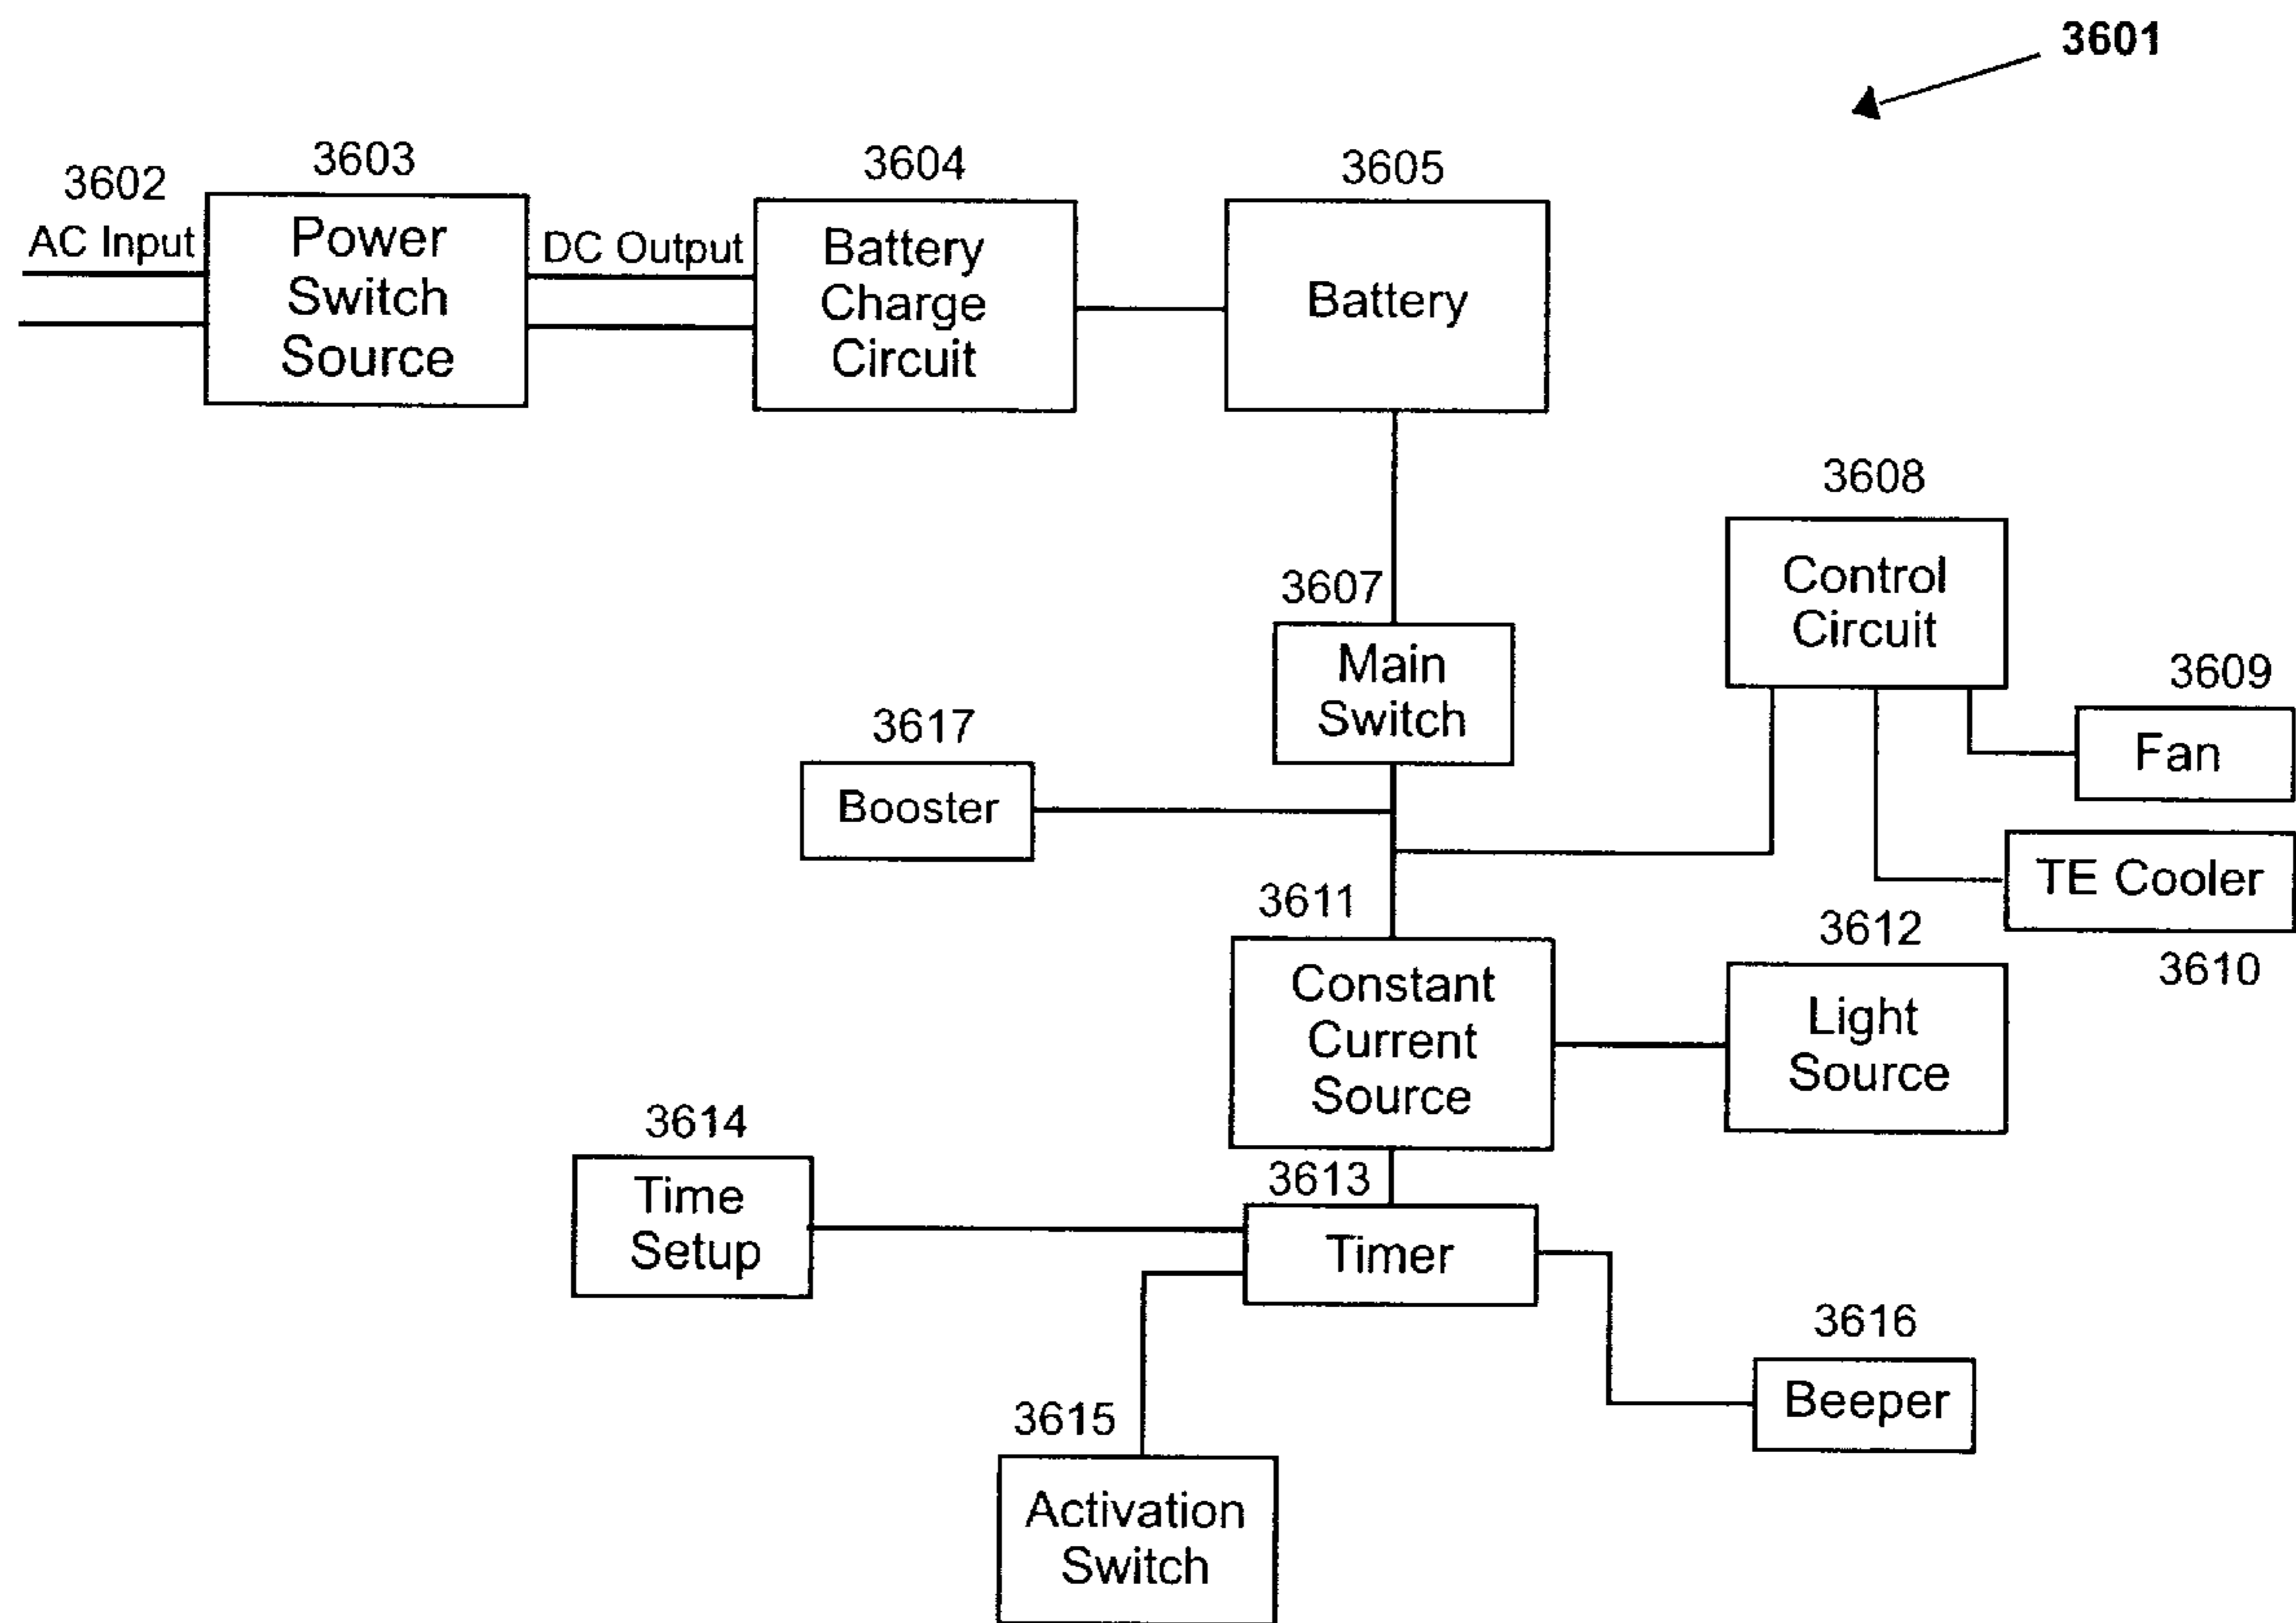 3601
3602
AC Input
3603
Power
Switch
Source
DC Output
3604
Battery
Charge
Circuit
3605
Battery
3607
Main
Switch
3608
Control
Circuit
3609
Fan
TE Cooler
3610
3617
Booster
3611
Constant
Current
Source
3612
Light
Source
3613
Timer
3614
Time
Setup
3615
Activation
Switch
3616
Beeper